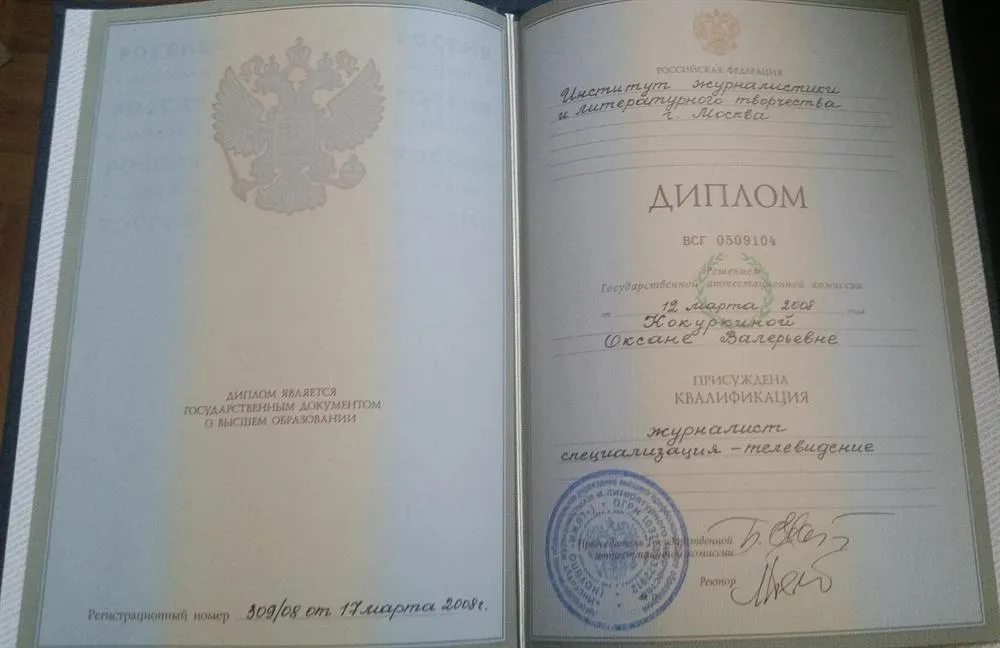 ДИПЛОМ ЯВЛЯЕТСЯ
ГОСУДАРСТВЕННЫМ ДОКУМЕНТОМ
О ВЫСШЕМ ОБРАЗОВАНИИ
Регистрационный номер 309/08 от 17 марта 2008г.
РОССИЙСКАЯ ФЕДЕРАЦИЯ
Институт журналистики
и литературного творчества
г. Москва
ДИПЛОМ
ВСГ 0509104
Решением
Государственной аттестационной комиссии
от 12 марта 2008 года
Кокуркиной
Оксане Валерьевне
ПРИСУЖДЕНА
КВАЛИФИКАЦИЯ
журналист
специализация – телевидение
Председатель Государственной
аттестационной комиссии
Ректор